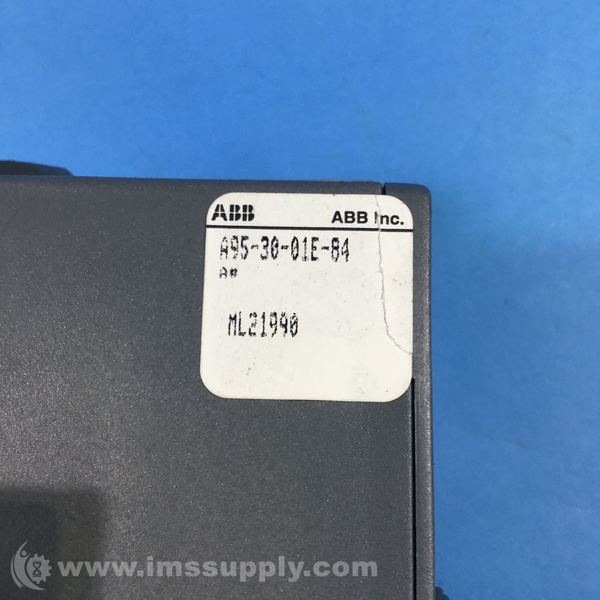 ABB ABB Inc.
A95-30-01E-84
A#
ML21990
www.imssupply.com